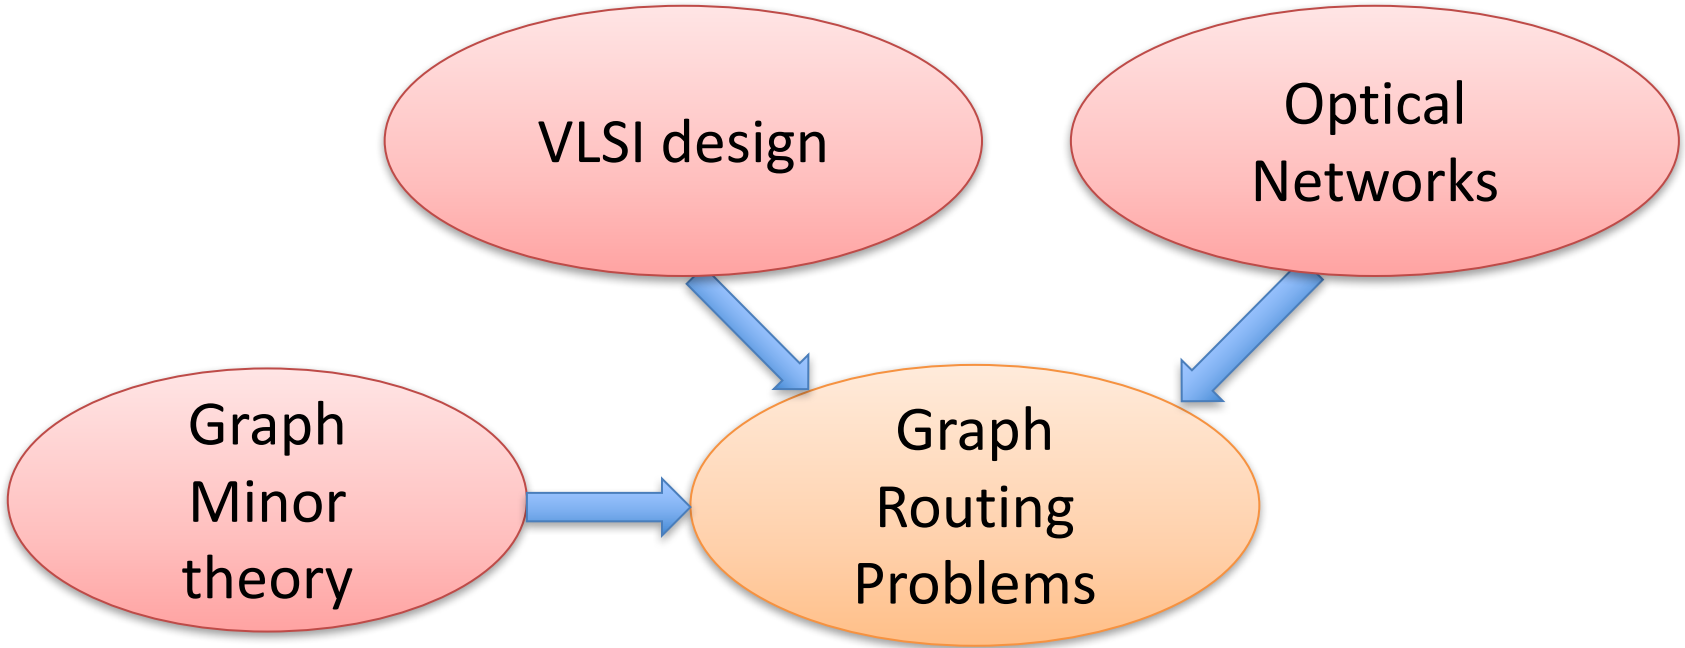 VLSI design
Optical
Networks
Graph
Minor
theory
Graph
Routing
Problems